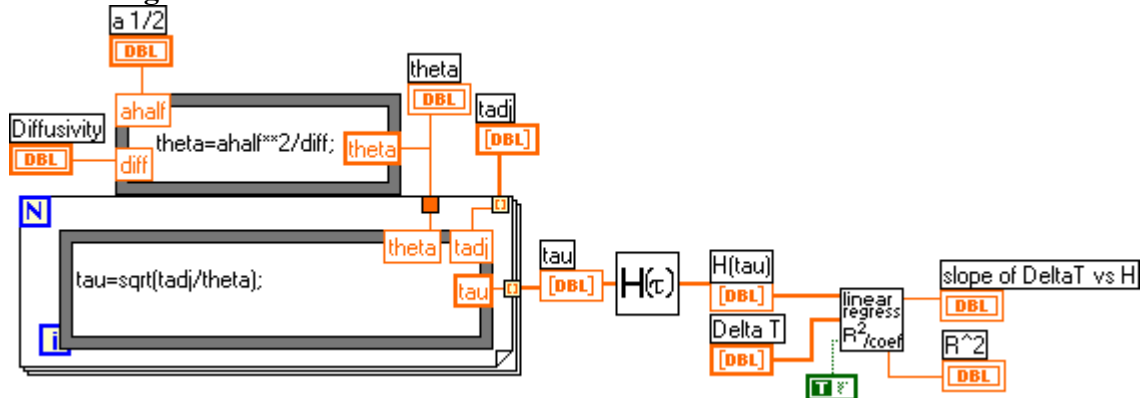 a 1/2
DBL
theta
DBL
tadj
[DBL]
Diffusivity
DBL
ahalf
diff
theta=ahalf**2/diff;
theta
N
theta
tadj
tau=sqrt(tadj/theta);
tau
i
tau
[DBL]
H(τ)
H(tau)
[DBL]
Delta T
[DBL]
linear
regress
R2/coef
T
slope of DeltaT vs H
DBL
R^2
DBL